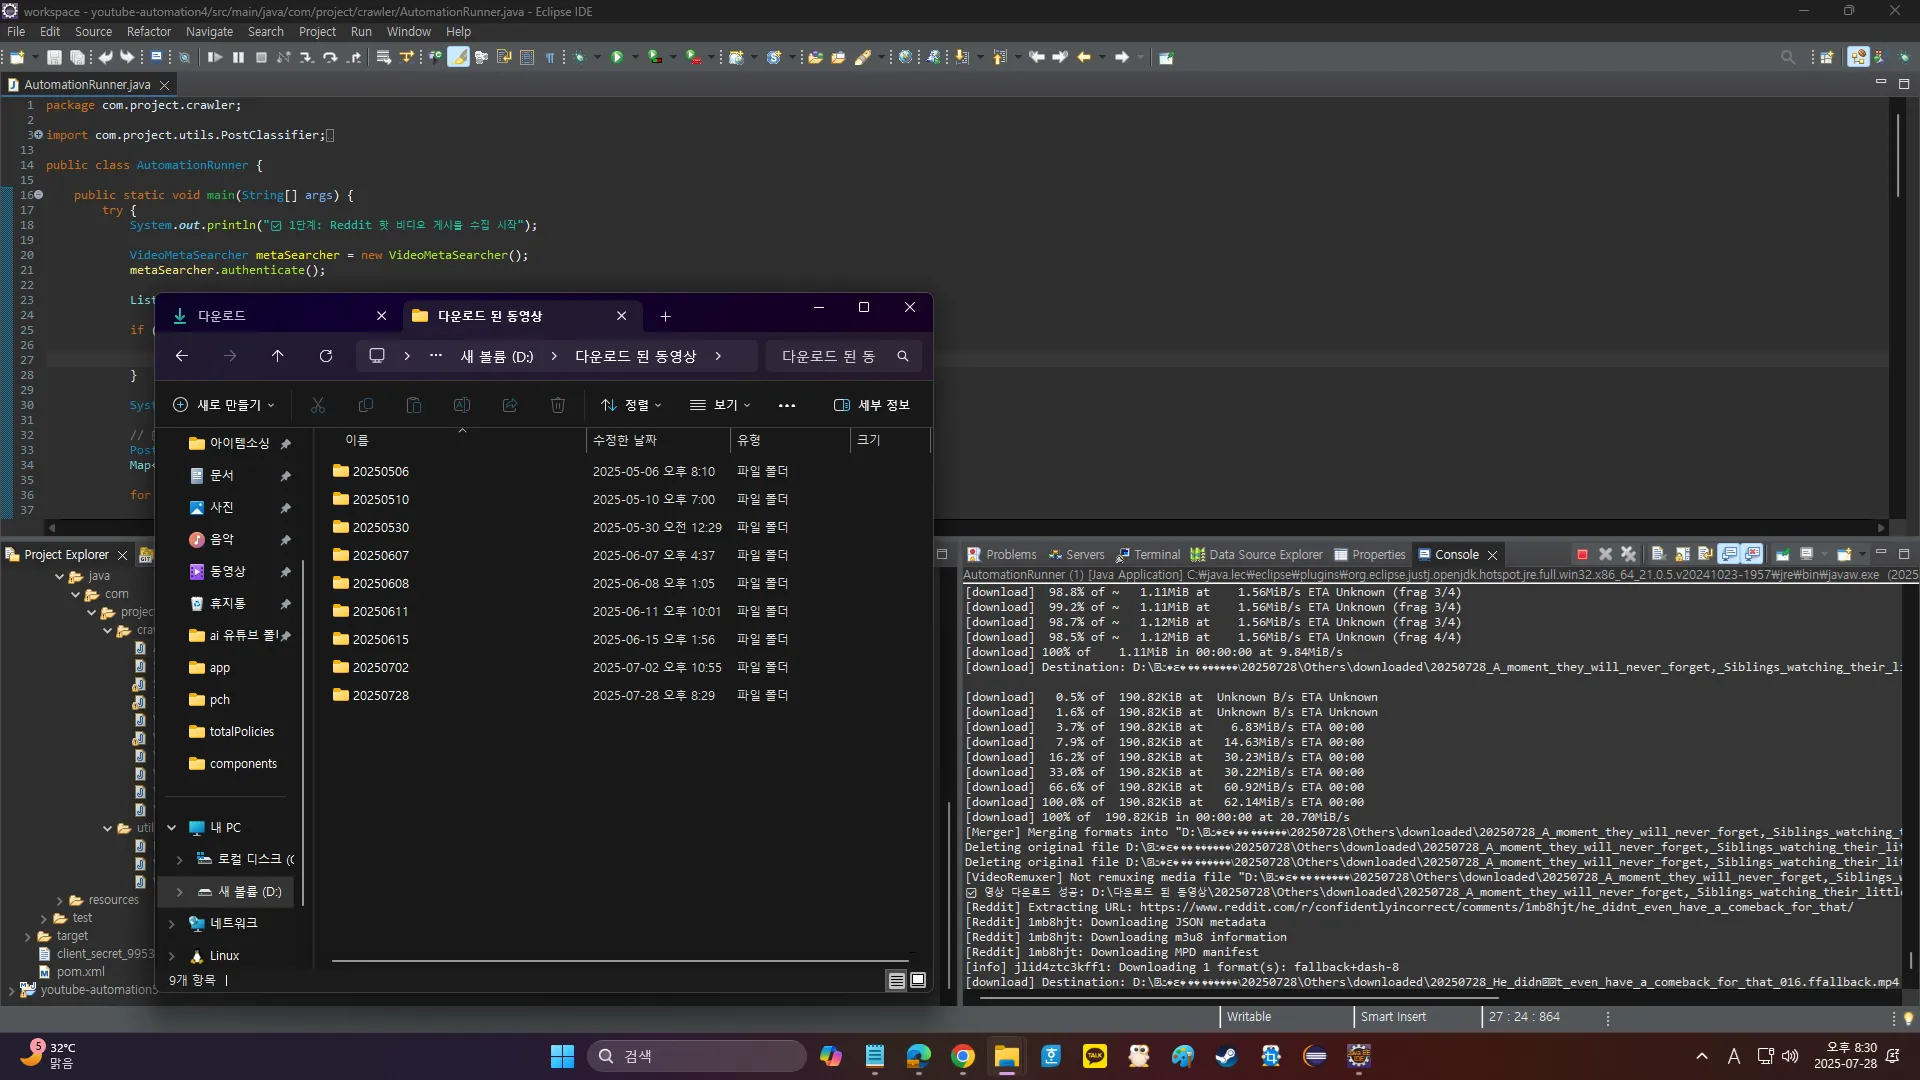 workspace - youtube-automation4/src/main/java/com/project/crawler/AutomationRunner.java - Eclipse IDE
File Edit Source Refactor Navigate Search Project Run Window Help
AutomationRunner.java
1 package com.project.crawler;
2
3 import com.project.utils.PostClassifier;
13
14 public class AutomationRunner {
15
16 public static void main(String[] args) {
17 try {
18 System.out.println("☑ 1단계: Reddit 핫 비디오 게시물 수집 시작");
19
20 VideoMetaSearcher metaSearcher = new VideoMetaSearcher();
21 metaSearcher.authenticate();
22
23 List
24
25 if (
26
27
28 }
29
30 Syst
31
32 //
33 Post
34 Map<
35
36 for
37
다운로드
다운로드 된 동영상
새 볼륨 (D:) 다운로드 된 동영상
다운로드 된 동
새로 만들기 정렬 보기 ... 세부 정보
이름 수정한 날짜 유형 크기
20250506 2025-05-06 오후 8:10 파일 폴더
20250510 2025-05-10 오후 7:00 파일 폴더
20250530 2025-05-30 오전 12:29 파일 폴더
20250607 2025-06-07 오후 4:37 파일 폴더
20250608 2025-06-08 오후 1:05 파일 폴더
20250611 2025-06-11 오후 10:01 파일 폴더
20250615 2025-06-15 오후 1:56 파일 폴더
20250702 2025-07-02 오후 10:55 파일 폴더
20250728 2025-07-28 오후 8:29 파일 폴더
아이템소싱
문서
사진
음악
동영상
휴지통
ai 유튜브 폴
app
pch
totalPolicies
components
내 PC
로컬 디스크 (C
새 볼륨 (D:)
네트워크
Linux
9개 항목
Project Explorer
java
com
projec
cra
util
resources
test
target
client_secret_9953
pom.xml
youtube-automation5
Problems Servers Terminal Data Source Explorer Properties Console
AutomationRunner (1) [Java Application] C:₩java.lec₩eclipse₩plugins₩org.eclipse.justj.openjdk.hotspot.jre.full.win32.x86_64_21.0.5.v20241023-1957₩jre₩bin₩javaw.exe (2025
[download] 98.8% of ~ 1.11MiB at 1.56MiB/s ETA Unknown (frag 3/4)
[download] 99.2% of ~ 1.11MiB at 1.56MiB/s ETA Unknown (frag 3/4)
[download] 98.7% of ~ 1.12MiB at 1.56MiB/s ETA Unknown (frag 3/4)
[download] 98.5% of ~ 1.12MiB at 1.56MiB/s ETA Unknown (frag 4/4)
[download] 100% of 1.11MiB in 00:00:00 at 9.84MiB/s
[download] Destination: D:\ \20250728\Others\downloaded\20250728_A_moment_they_will_never_forget,_Siblings_watching_their_li
[download] 0.5% of 190.82KiB at Unknown B/s ETA Unknown
[download] 1.6% of 190.82KiB at Unknown B/s ETA Unknown
[download] 3.7% of 190.82KiB at 6.83MiB/s ETA 00:00
[download] 7.9% of 190.82KiB at 14.63MiB/s ETA 00:00
[download] 16.2% of 190.82KiB at 30.23MiB/s ETA 00:00
[download] 33.0% of 190.82KiB at 30.22MiB/s ETA 00:00
[download] 66.6% of 190.82KiB at 60.92MiB/s ETA 00:00
[download] 100.0% of 190.82KiB at 62.14MiB/s ETA 00:00
[download] 100% of 190.82KiB in 00:00:00 at 20.70MiB/s
[Merger] Merging formats into "D:\ \20250728\Others\downloaded\20250728_A_moment_they_will_never_forget,_Siblings_watching_t
Deleting original file D:\ \20250728\Others\downloaded\20250728_A_moment_they_will_never_forget,_Siblings_watching_their_lit
Deleting original file D:\ \20250728\Others\downloaded\20250728_A_moment_they_will_never_forget,_Siblings_watching_their_lit
[VideoRemuxer] Not remuxing media file "D:\ \20250728\Others\downloaded\20250728_A_moment_they_will_never_forget,_Siblings_w
☑ 영상 다운로드 성공: D:\다운로드 된 동영상\20250728\Others\downloaded\20250728_A_moment_they_will_never_forget,_Siblings_watching_their_little
[Reddit] Extracting URL: https://www.reddit.com/r/confidentlyincorrect/comments/1mb8hjt/he_didnt_even_have_a_comeback_for_that/
[Reddit] 1mb8hjt: Downloading JSON metadata
[Reddit] 1mb8hjt: Downloading m3u8 information
[Reddit] 1mb8hjt: Downloading MPD manifest
[info] jlid4ztc3kff1: Downloading 1 format(s): fallback+dash-8
[download] Destination: D:\ \20250728\Others\downloaded\20250728_He_didn t_even_have_a_comeback_for_that_016.ffallback.mp4
Writable Smart Insert 27 : 24 : 864
5 32°C
맑음
검색
TALK
A
오후 8:30
2025-07-28